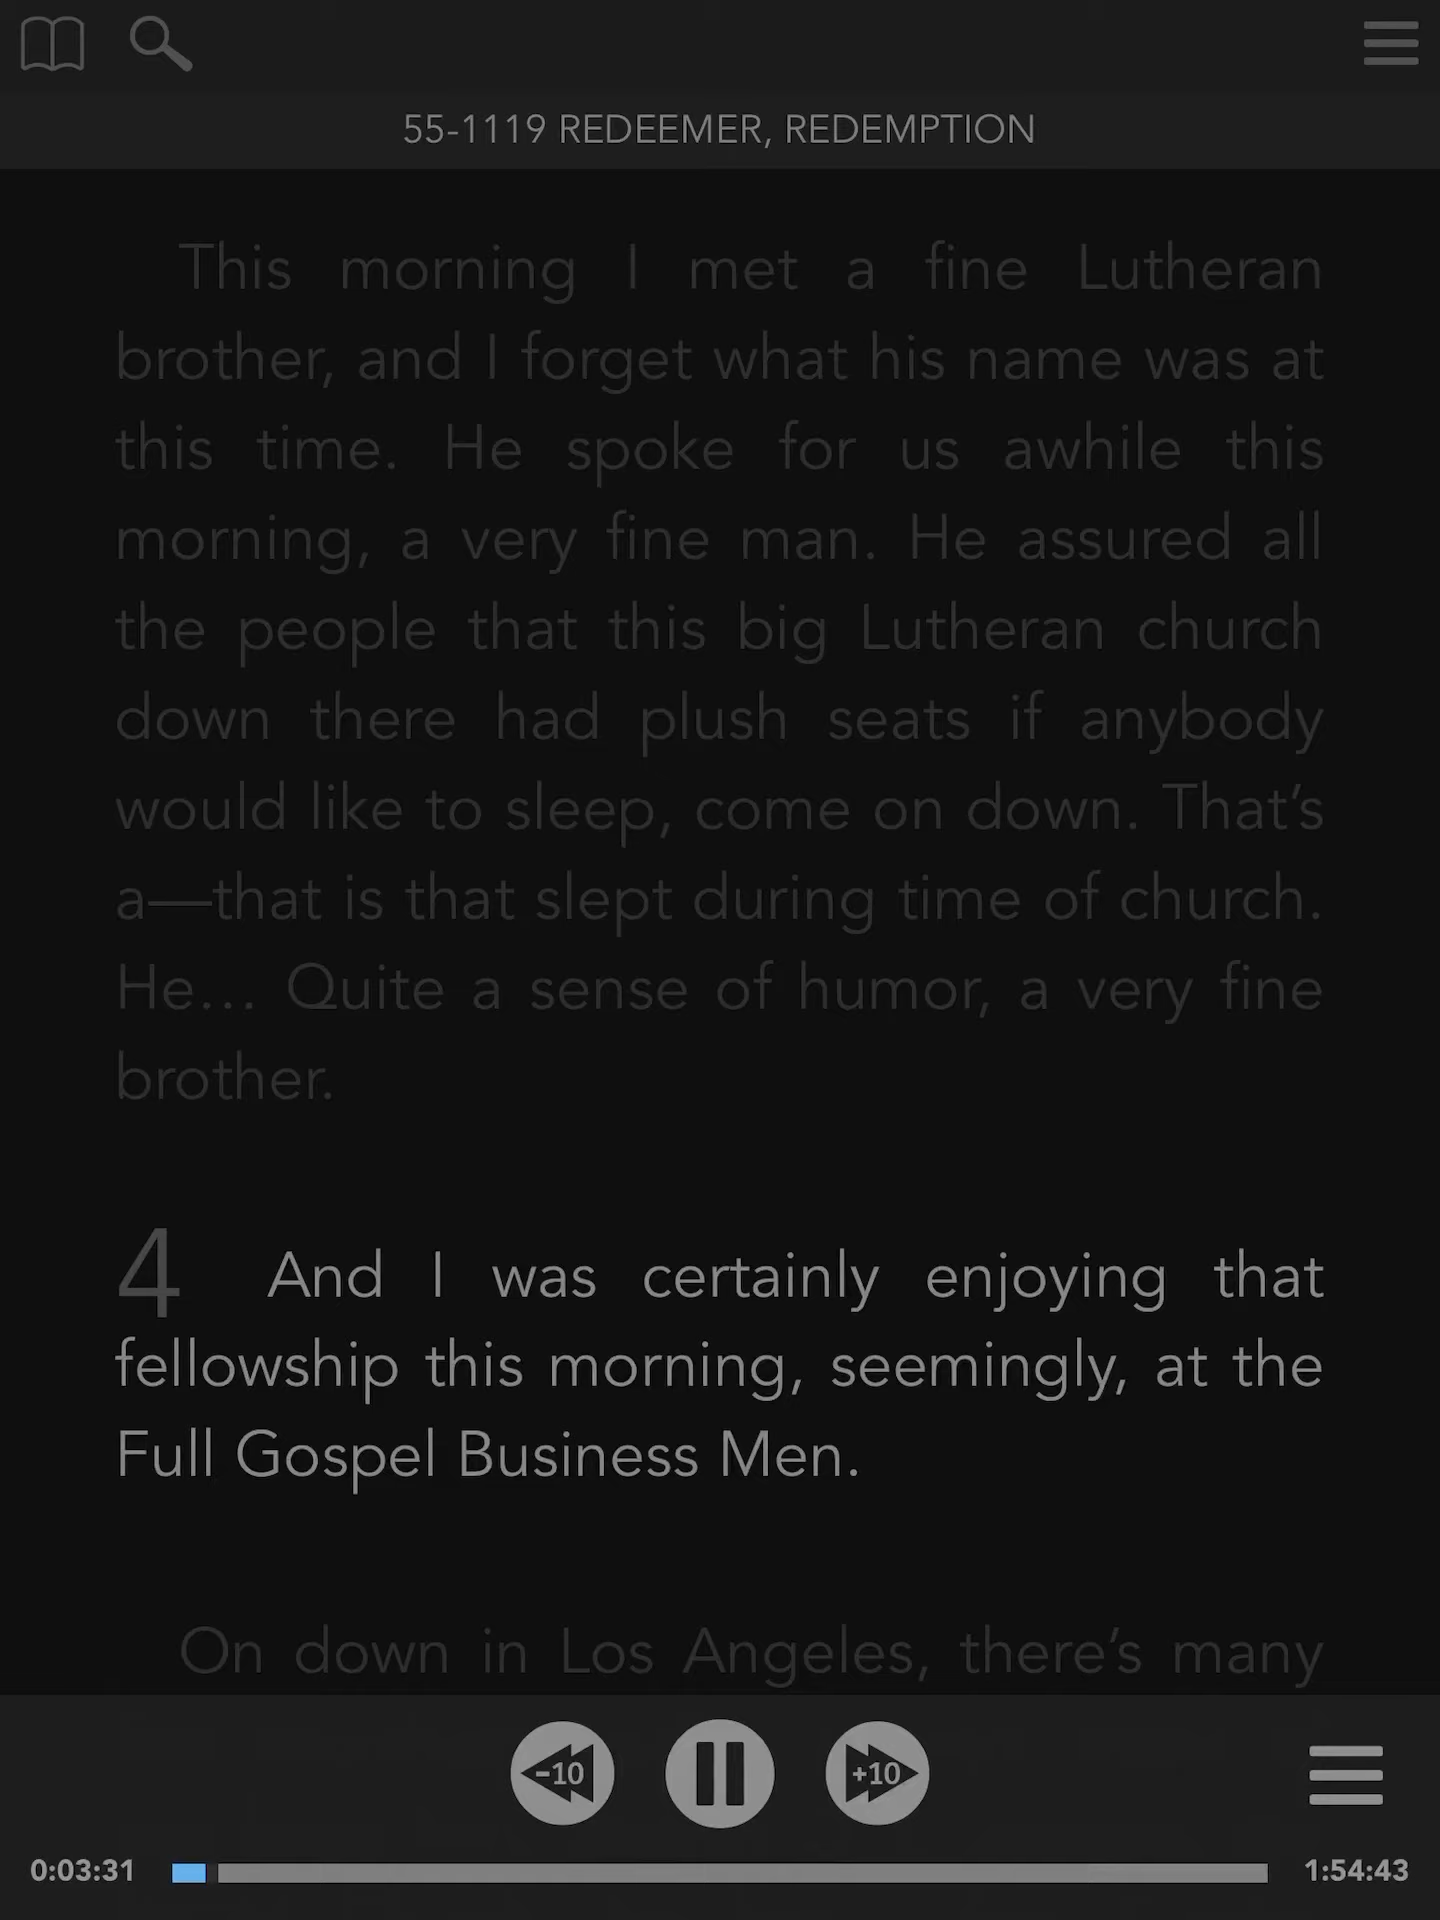 55-1119 REDEEMER, REDEMPTION
This morning I met a fine Lutheran
brother, and I forget what his name was at
this time. He spoke for us awhile this
morning, a very fine man. He assured all
the people that this big Lutheran church
down there had plush seats if anybody
would like to sleep, come on down. That’s
a—that is that slept during time of church.
He… Quite a sense of humor, a very fine
brother.
4 And I was certainly enjoying that
fellowship this morning, seemingly, at the
Full Gospel Business Men.
On down in Los Angeles, there’s many
-10 +10
0:03:31 1:54:43